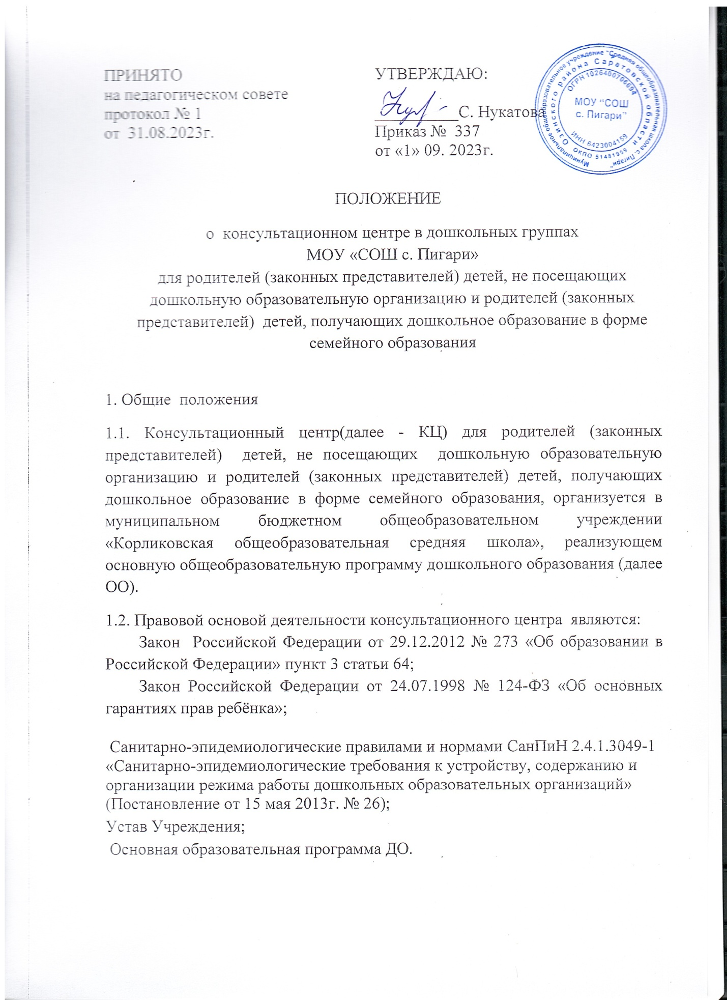 ПРИНЯТО
на педагогическом совете
протокол № 1
от 31.08.2023г.
УТВЕРЖДАЮ:
__________С. Нукатова
Приказ № 337
от «1» 09. 2023г.
Муниципальное общеобразовательное учреждение "Средняя общеобразовательная школа с. Пигари"
Озинского района Саратовской области
ОГРН 1026400706694
МОУ "СОШ
с. Пигари"
ИНН 6423004159
ОКПО 51481959
ПОЛОЖЕНИЕ
о консультационном центре в дошкольных группах
МОУ «СОШ с. Пигари»
для родителей (законных представителей) детей, не посещающих
дошкольную образовательную организацию и родителей (законных
представителей) детей, получающих дошкольное образование в форме
семейного образования
1. Общие положения
1.1. Консультационный центр(далее - КЦ) для родителей (законных
представителей) детей, не посещающих дошкольную образовательную
организацию и родителей (законных представителей) детей, получающих
дошкольное образование в форме семейного образования, организуется в
муниципальном бюджетном общеобразовательном учреждении
«Корликовская общеобразовательная средняя школа», реализующем
основную общеобразовательную программу дошкольного образования (далее
ОО).
1.2. Правовой основой деятельности консультационного центра являются:
Закон Российской Федерации от 29.12.2012 № 273 «Об образовании в
Российской Федерации» пункт 3 статьи 64;
Закон Российской Федерации от 24.07.1998 № 124-ФЗ «Об основных
гарантиях прав ребёнка»;
Санитарно-эпидемиологические правилами и нормами СанПиН 2.4.1.3049-1
«Санитарно-эпидемиологические требования к устройству, содержанию и
организации режима работы дошкольных образовательных организаций»
(Постановление от 15 мая 2013г. № 26);
Устав Учреждения;
Основная образовательная программа ДО.